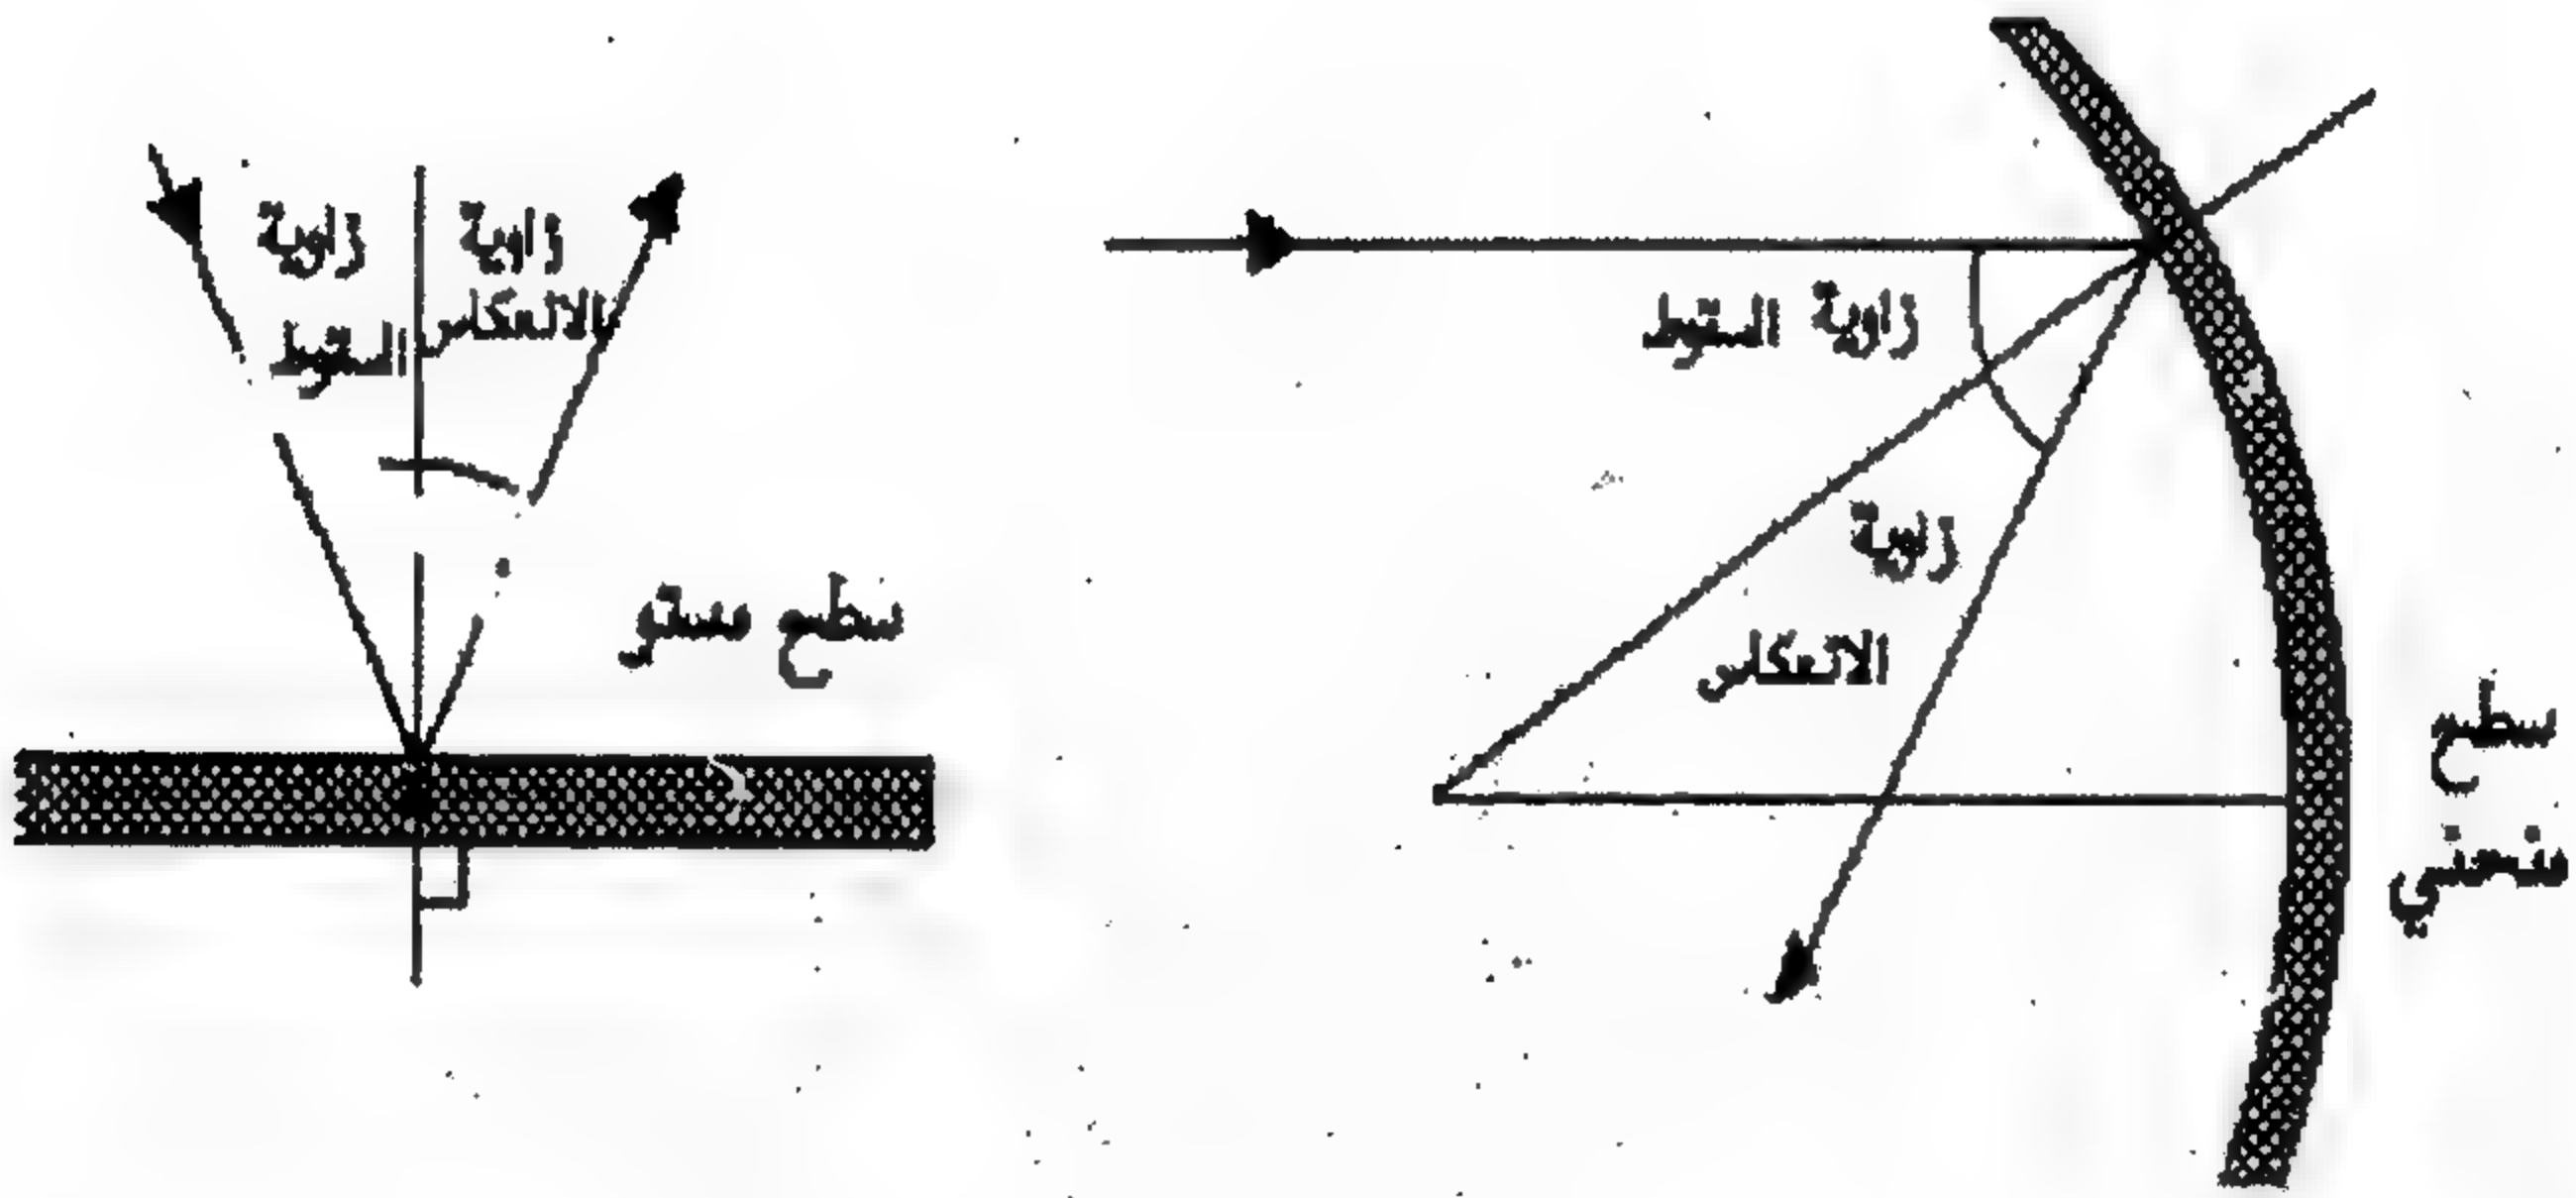 زاوية
السقوط
زاوية
الانعكاس
سطح مستو
زاوية السقوط
زاوية
الانعكاس
سطح
منحني